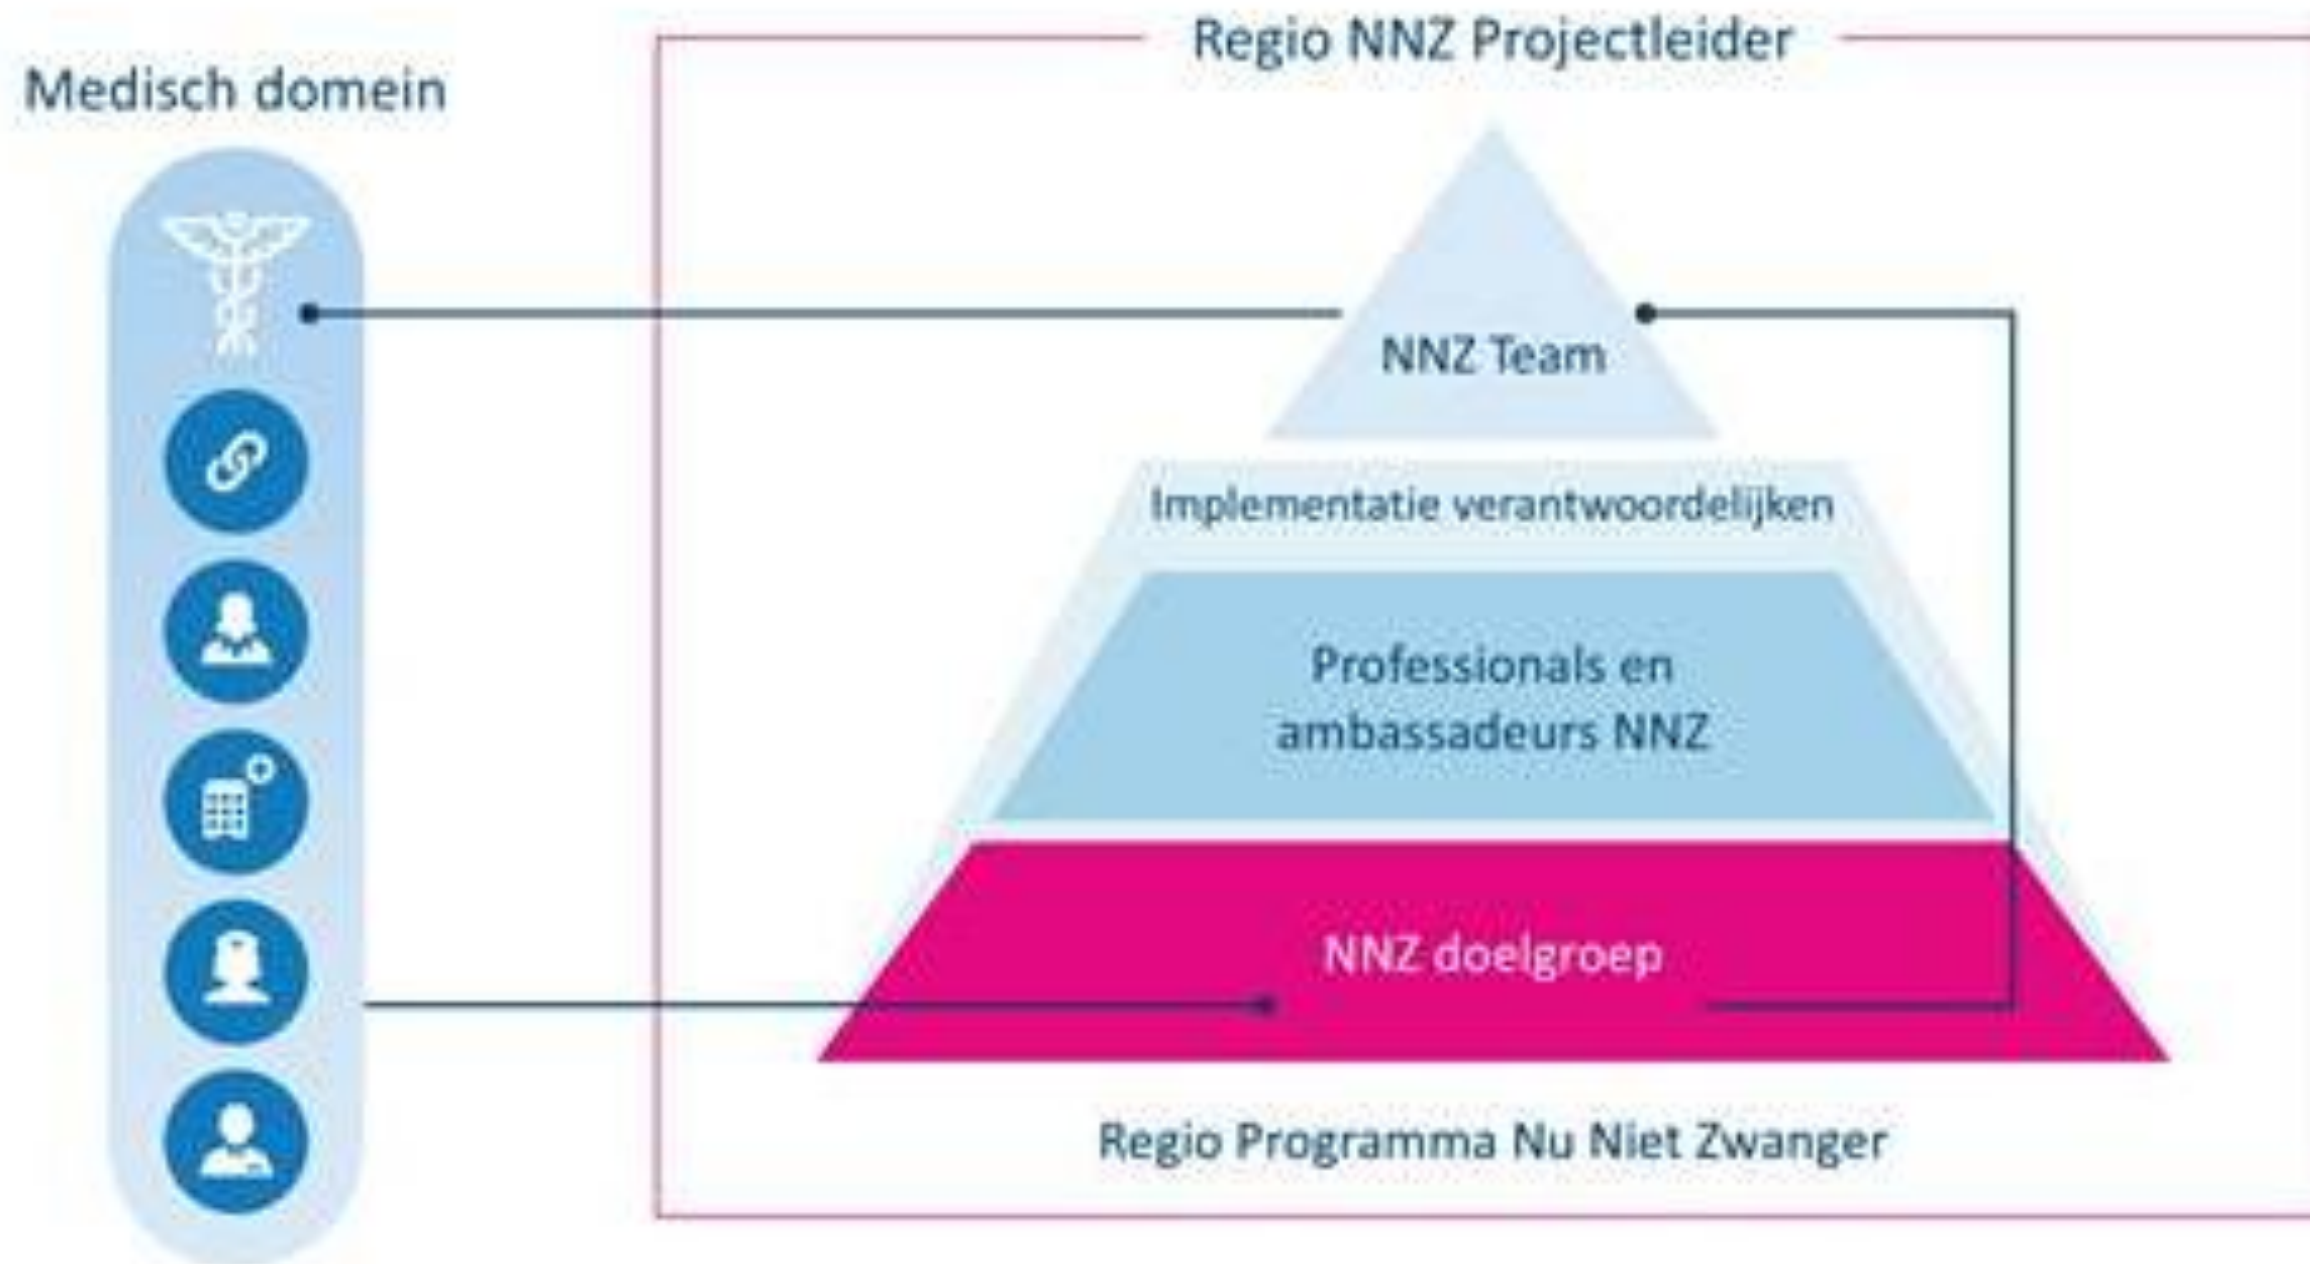 Regio NNZ Projectleider
Medisch domein
NNZ Team
Implementatie verantwoordelijken
Professionals en
ambassadeurs NNZ
NNZ doelgroep
Regio Programma Nu Niet Zwanger